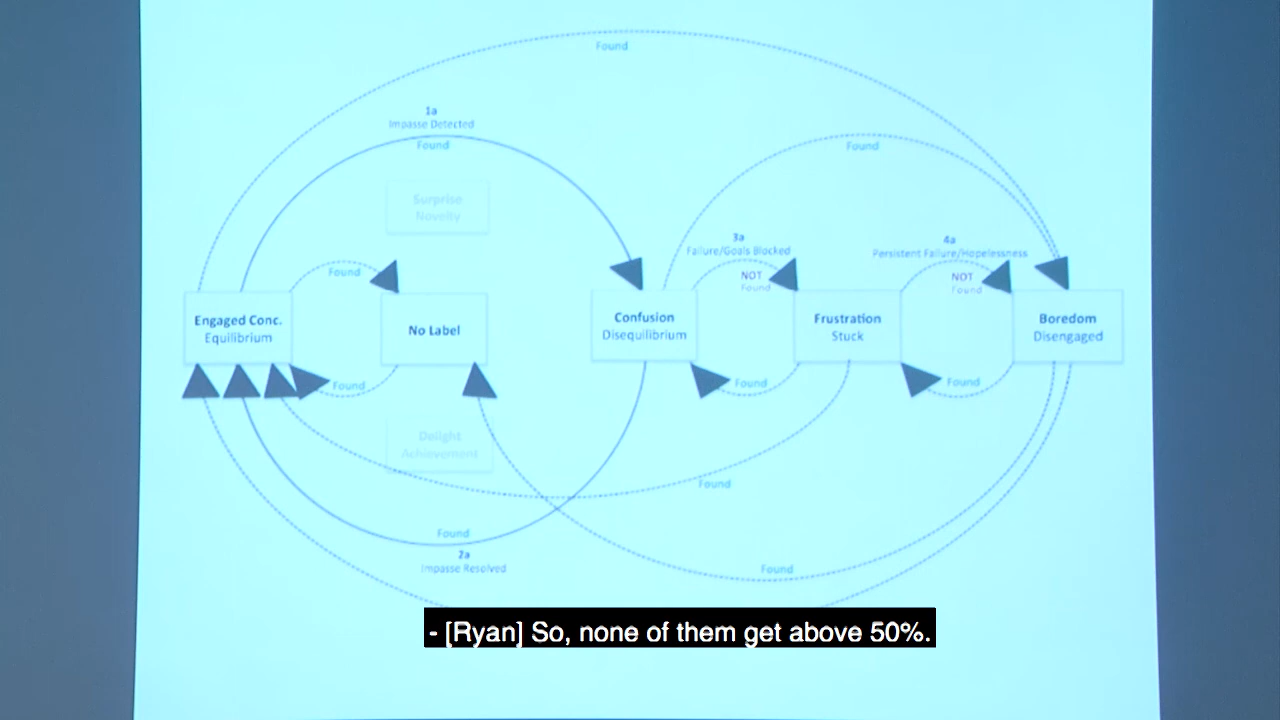 Found
1a
Impasse Detected
Found
Found
Surprise
Novelty
3a
Failure/Goals Blocked
NOT
Found
4a
Persistent Failure/Hopelessness
NOT
Found
Found
Engaged Conc.
Equilibrium
No Label
Confusion
Disequilibrium
Frustration
Stuck
Boredom
Disengaged
Found
Found
Found
Delight
Achievement
Found
Found
2a
Impasse Resolved
Found
- [Ryan] So, none of them get above 50%.